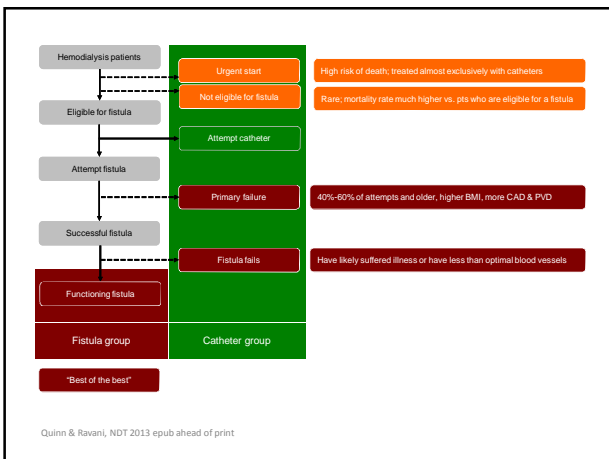 Hemodialysis patients
Urgent start
High risk of death; treated almost exclusively with catheters
Not eligible for fistula
Rare; mortality rate much higher vs. pts who are eligible for a fistula
Eligible for fistula
Attempt catheter
Attempt fistula
Primary failure
40%-60% of attempts and older, higher BMI, more CAD & PVD
Successful fistula
Fistula fails
Have likely suffered illness or have less than optimal blood vessels
Functioning fistula
Fistula group
Catheter group
"Best of the best"
Quinn & Ravani, NDT 2013 epub ahead of print